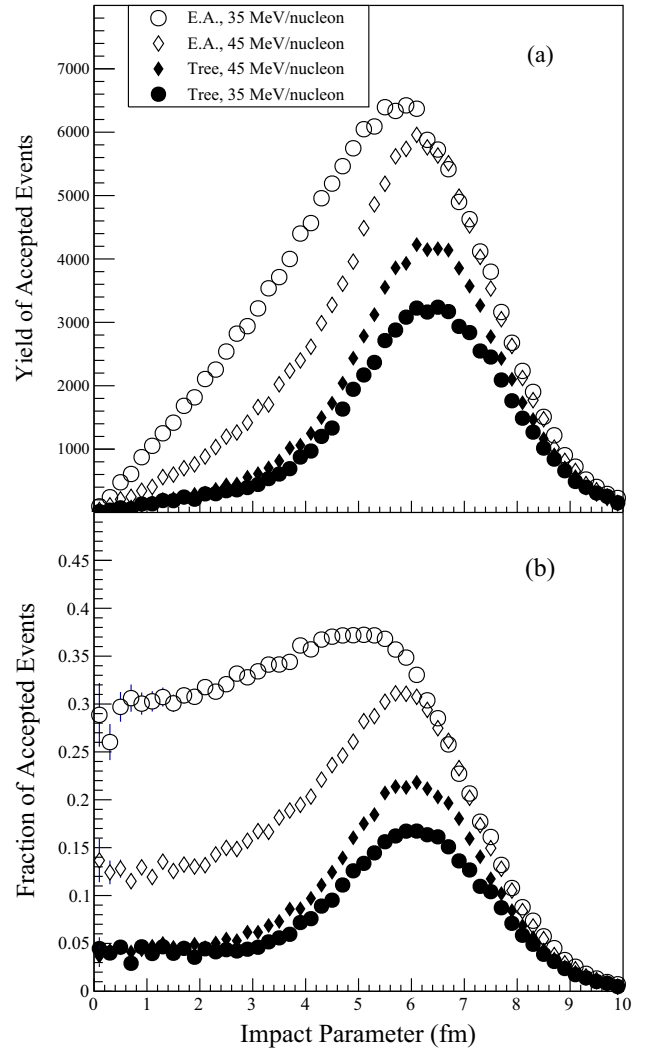 E.A., 35 MeV/nucleon
E.A., 45 MeV/nucleon
Tree, 45 MeV/nucleon
Tree, 35 MeV/nucleon
(a)
Yield of Accepted Events
7000
6000
5000
4000
3000
2000
1000
(b)
Fraction of Accepted Events
0.45
0.4
0.35
0.3
0.25
0.2
0.15
0.1
0.05
0
0 1 2 3 4 5 6 7 8 9 10
Impact Parameter (fm)